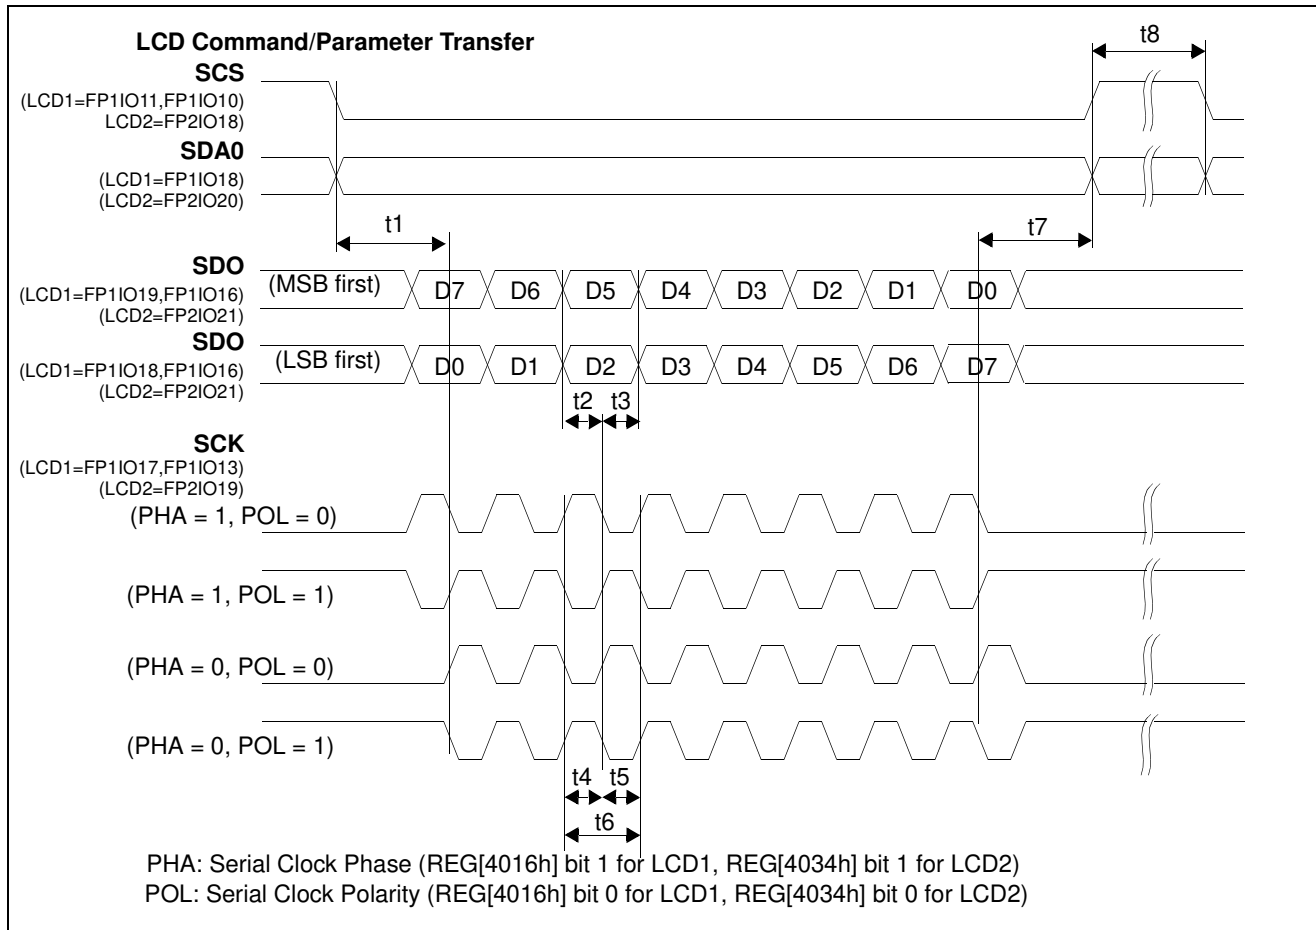 LCD Command/Parameter Transfer
t8
SCS
(LCD1=FP1IO11,FP1IO10)
LCD2=FP2IO18)
SDA0
(LCD1=FP1IO18)
(LCD2=FP2IO20)
t1
t7
SDO
(MSB first)
D7 D6 D5 D4 D3 D2 D1 D0
(LCD1=FP1IO19,FP1IO16)
(LCD2=FP2IO21)
SDO
(LSB first)
D0 D1 D2 D3 D4 D5 D6 D7
(LCD1=FP1IO18,FP1IO16)
(LCD2=FP2IO21)
t2 t3
SCK
(LCD1=FP1IO17,FP1IO13)
(LCD2=FP2IO19)
(PHA = 1, POL = 0)
(PHA = 1, POL = 1)
(PHA = 0, POL = 0)
(PHA = 0, POL = 1)
t4 t5
t6
PHA: Serial Clock Phase (REG[4016h] bit 1 for LCD1, REG[4034h] bit 1 for LCD2)
POL: Serial Clock Polarity (REG[4016h] bit 0 for LCD1, REG[4034h] bit 0 for LCD2)